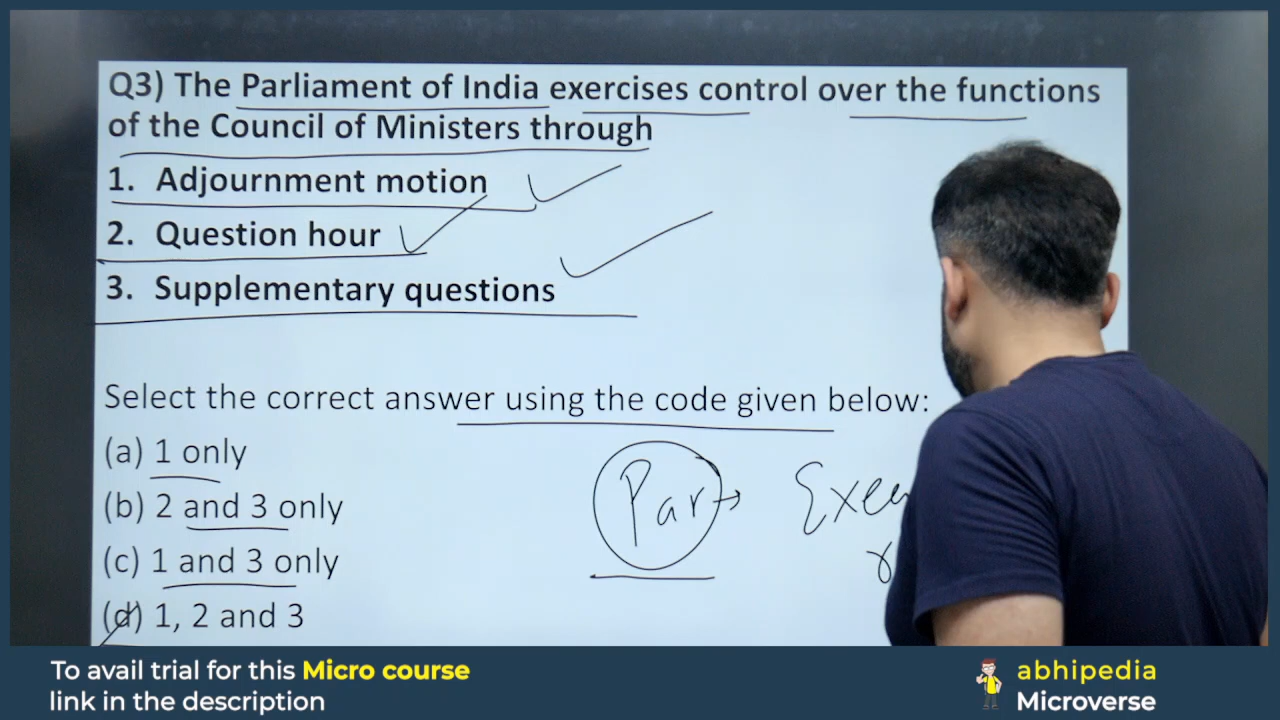 Q3) The Parliament of India exercises control over the functions
of the Council of Ministers through
1. Adjournment motion
2. Question hour
3. Supplementary questions
Select the correct answer using the code given below:
(a) 1 only
(b) 2 and 3 only
(c) 1 and 3 only
(d) 1, 2 and 3
Par → Exe
To avail trial for this Micro course
link in the description
abhipedia
Microverse